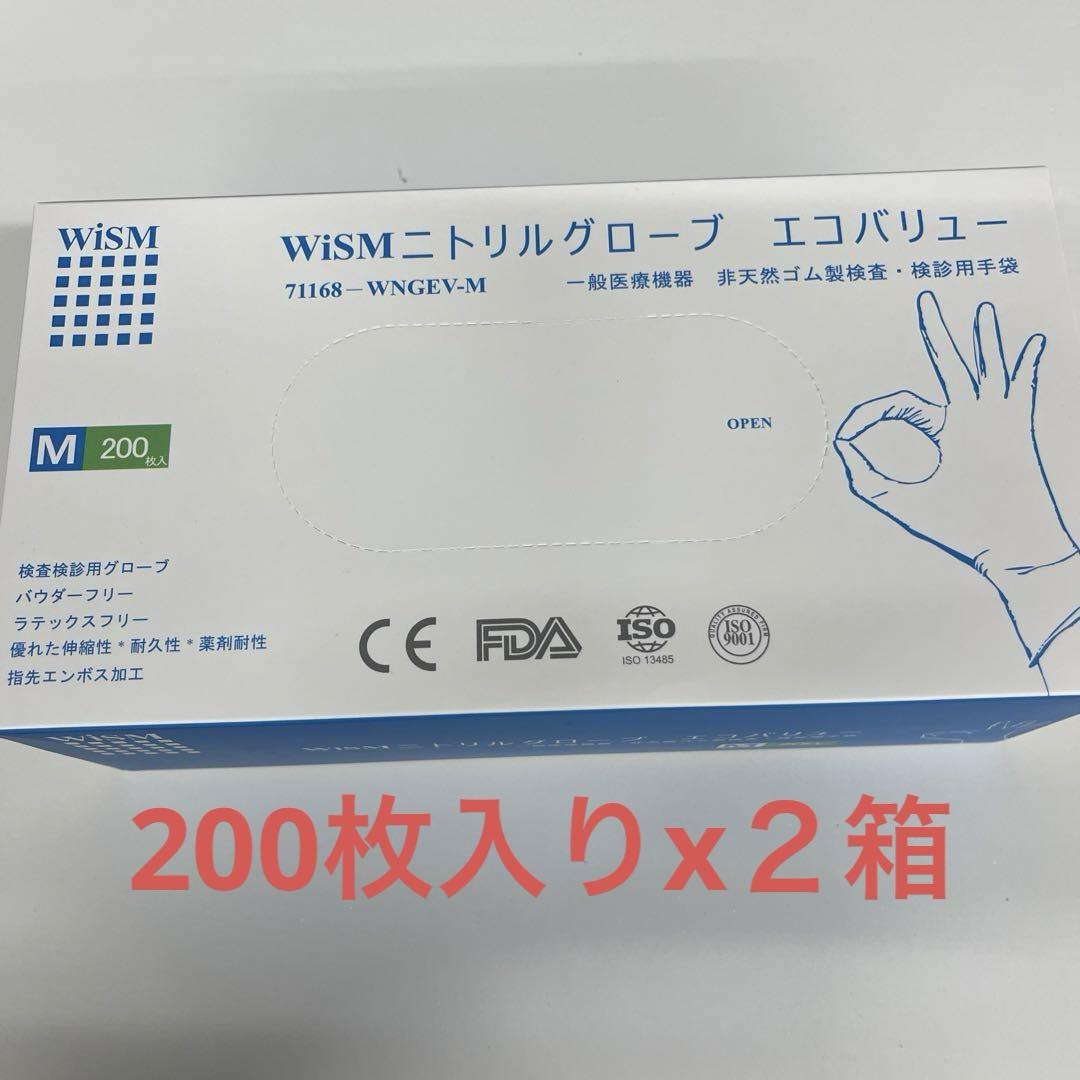 WiSM
WiSMニトリルグローブ エコバリュー
71168-WNGEV-M
一般医療機器 非天然ゴム製検査・検診用手袋
OPEN
M 200枚入
検査検診用グローブ
パウダーフリー
ラテックスフリー
優れた伸縮性*耐久性*薬剤耐性
指先エンボス加工
CE
FDA
ISO
ISO 13485
QUALITY ASSURED FIRM
ISO
9001
WiSM
WiSMニトリルグローブ エコバリュー
M 200
200枚入りx2箱